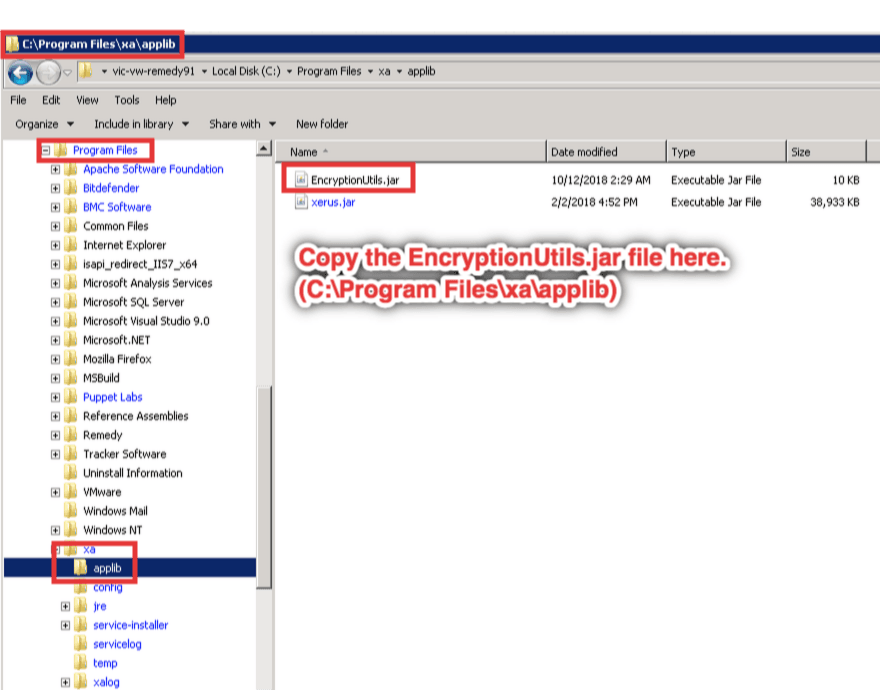 C:\Program Files\xa\applib
vic-vw-remedy91 Local Disk (C:) Program Files xa applib
File Edit View Tools Help
Organize Include in library Share with New folder
Program Files
Apache Software Foundation
Bitdefender
BMC Software
Common Files
Internet Explorer
isapi_redirect_IIS7_x64
Microsoft Analysis Services
Microsoft SQL Server
Microsoft Visual Studio 9.0
Microsoft.NET
Mozilla Firefox
MSBuild
Puppet Labs
Reference Assemblies
Remedy
Tracker Software
Uninstall Information
VMware
Windows Mail
Windows NT
xa
applib
config
jre
service-installer
servicelog
temp
xalog
Name Date modified Type Size
EncryptionUtils.jar 10/12/2018 2:29 AM Executable Jar File 10 KB
xerus.jar 2/2/2018 4:52 PM Executable Jar File 38,933 KB
Copy the EncryptionUtils.jar file here.
(C:\Program Files\xa\applib)